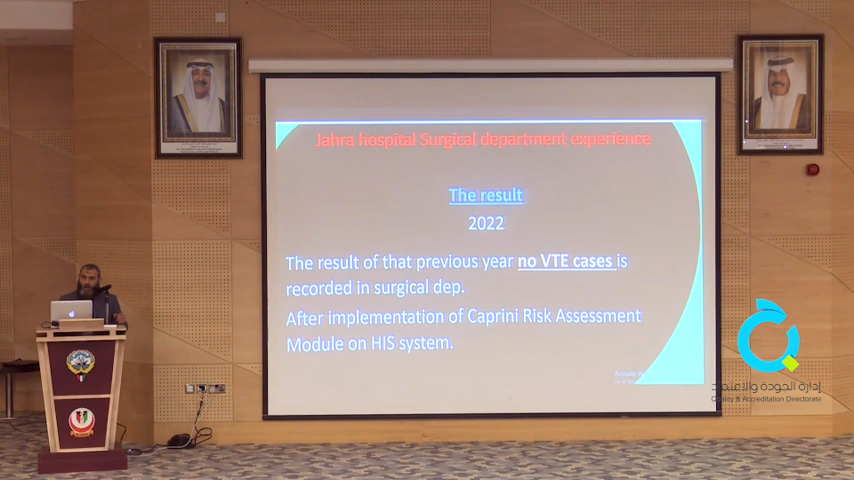 Jahra hospital Surgical department experience
The result
2022
The result of that previous year no VTE cases is
recorded in surgical dep.
After implementation of Caprini Risk Assessment
Module on HIS system.
إدارة الجودة والاعتماد
Quality & Accreditation Directorate